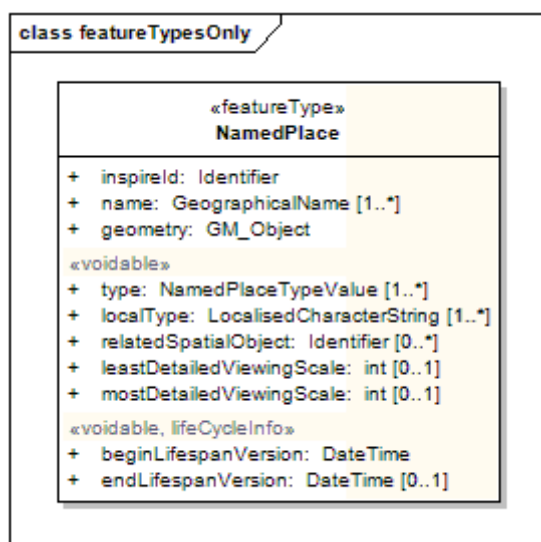 class featureTypesOnly
«featureType»
NamedPlace
+ inspireId: Identifier
+ name: GeographicalName [1..*]
+ geometry: GM_Object
«voidable»
+ type: NamedPlaceTypeValue [1..*]
+ localType: LocalisedCharacterString [1..*]
+ relatedSpatialObject: Identifier [0..*]
+ leastDetailedViewingScale: int [0..1]
+ mostDetailedViewingScale: int [0..1]
«voidable, lifeCycleInfo»
+ beginLifespanVersion: DateTime
+ endLifespanVersion: DateTime [0..1]